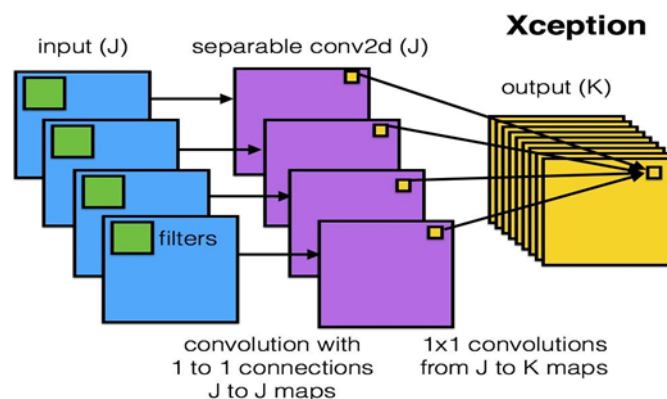 Xception
input (J)
separable conv2d (J)
output (K)
filters
convolution with
1 to 1 connections
J to J maps
1x1 convolutions
from J to K maps